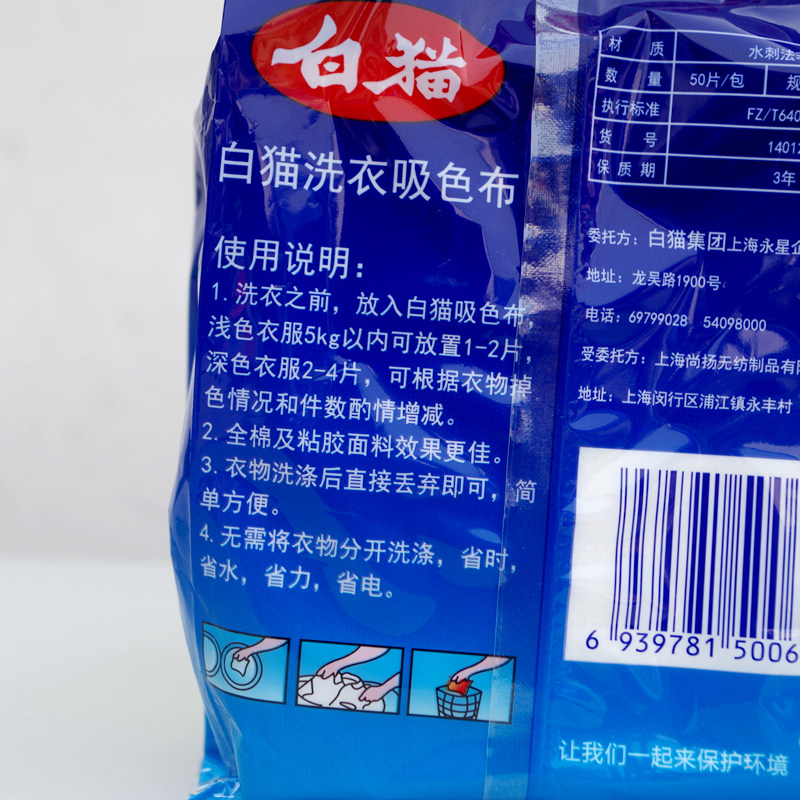 白猫
白猫洗衣吸色布
使用说明：
1. 洗衣之前，放入白猫吸色布，
浅色衣服5kg以内可放置1-2片，
深色衣服2-4片，可根据衣物掉
色情况和件数酌情增减。
2. 全棉及粘胶面料效果更佳。
3. 衣物洗涤后直接丢弃即可，简
单方便。
4. 无需将衣物分开洗涤，省时，
省水，省力，省电。
材 质 水刺法
数 量 50片/包 规
执行标准 FZ/T640
货 号 14012
保 质 期 3年
委托方：白猫集团上海永星企
地址：龙吴路1900号
电话：69799028 54098000
受委托方：上海尚扬无纺制品有
地址：上海闵行区浦江镇永丰村
6 939781 5006
让我们一起来保护环境